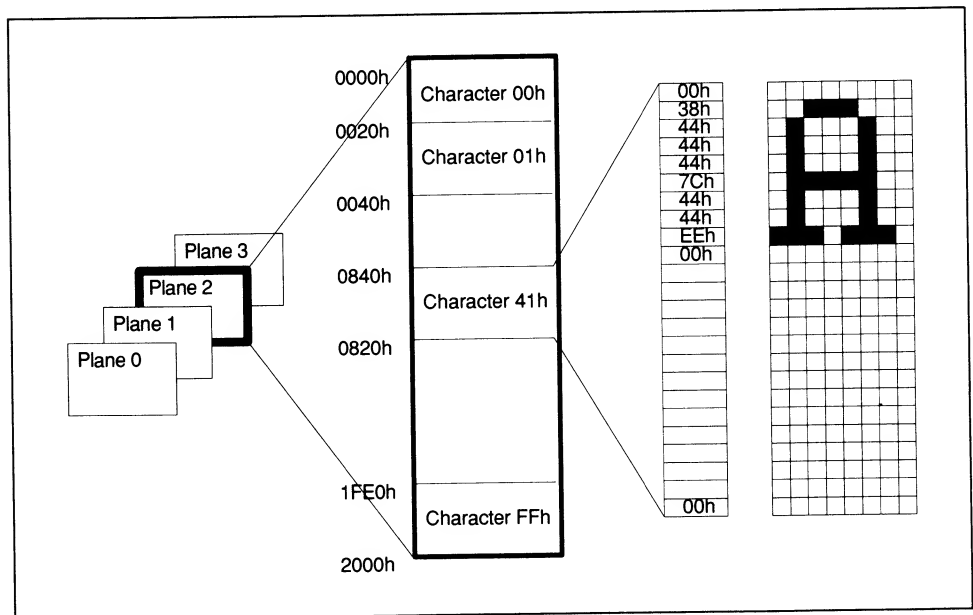 Plane 3
Plane 2
Plane 1
Plane 0
0000h
0020h
0040h
0840h
0820h
1FE0h
2000h
Character 00h
Character 01h
Character 41h
Character FFh
00h
38h
44h
44h
44h
7Ch
44h
44h
EEh
00h
00h